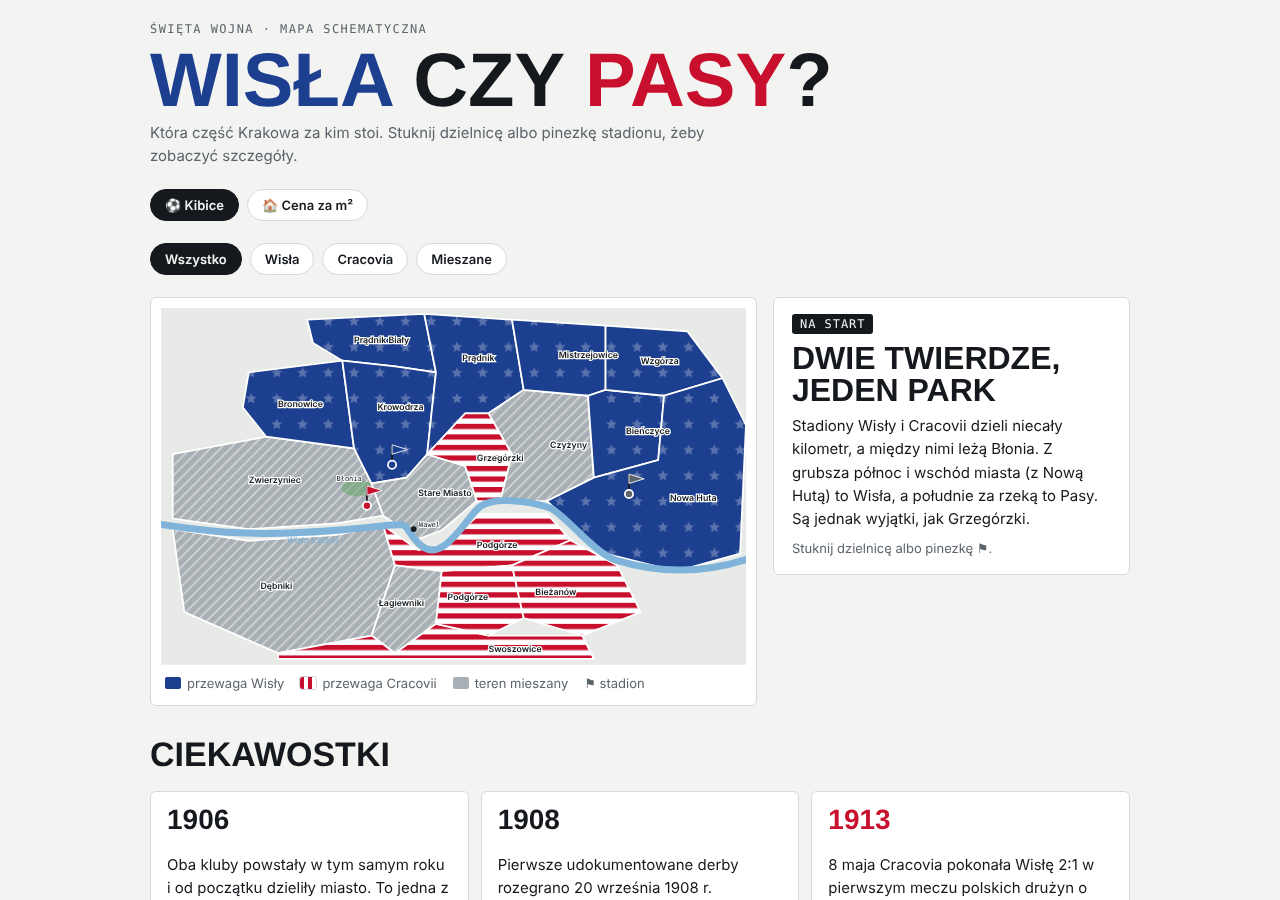 ŚWIĘTA WOJNA · MAPA SCHEMATYCZNA
WISŁA CZY PASY?
Która część Krakowa za kim stoi. Stuknij dzielnicę albo pinezkę stadionu, żeby
zobaczyć szczegóły.
⚽ Kibice
🏠 Cena za m²
Wszystko
Wisła
Cracovia
Mieszane
Prądnik Biały
Prądnik
Mistrzejowice
Wzgórza
Bronowice
Krowodrza
Bieńczyce
Czyżyny
Grzegórzki
Zwierzyniec
Błonia
Stare Miasto
Nowa Huta
Wawel
Podgórze
Dębniki
Łagiewniki
Podgórze
Bieżanów
Swoszowice
przewaga Wisły
przewaga Cracovii
teren mieszany
⚑ stadion
NA START
DWIE TWIERDZE,
JEDEN PARK
Stadiony Wisły i Cracovii dzieli niecały
kilometr, a między nimi leżą Błonia. Z
grubsza północ i wschód miasta (z Nową
Hutą) to Wisła, a południe za rzeką to Pasy.
Są jednak wyjątki, jak Grzegórzki.
Stuknij dzielnicę albo pinezkę ⚑.
CIEKAWOSTKI
1906
Oba kluby powstały w tym samym roku
i od początku dzieliły miasto. To jedna z
1908
Pierwsze udokumentowane derby
rozegrano 20 września 1908 r.
1913
8 maja Cracovia pokonała Wisłę 2:1 w
pierwszym meczu polskich drużyn o